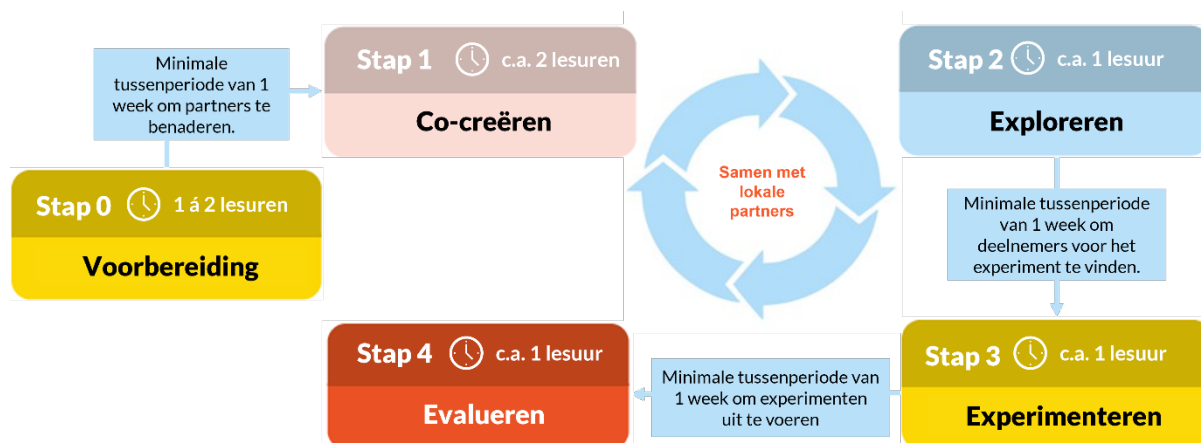 Stap 0 1 á 2 lesuren
Voorbereiding
Minimale
tussenperiode van 1
week om partners te
benaderen.
Stap 1 c.a. 2 lesuren
Co-creëren
Samen met
lokale
partners
Stap 2 c.a. 1 lesuur
Exploreren
Minimale tussenperiode
van 1 week om
deelnemers voor het
experiment te vinden.
Stap 3 c.a. 1 lesuur
Experimenteren
Minimale tussenperiode van
1 week om experimenten
uit te voeren
Stap 4 c.a. 1 lesuur
Evalueren